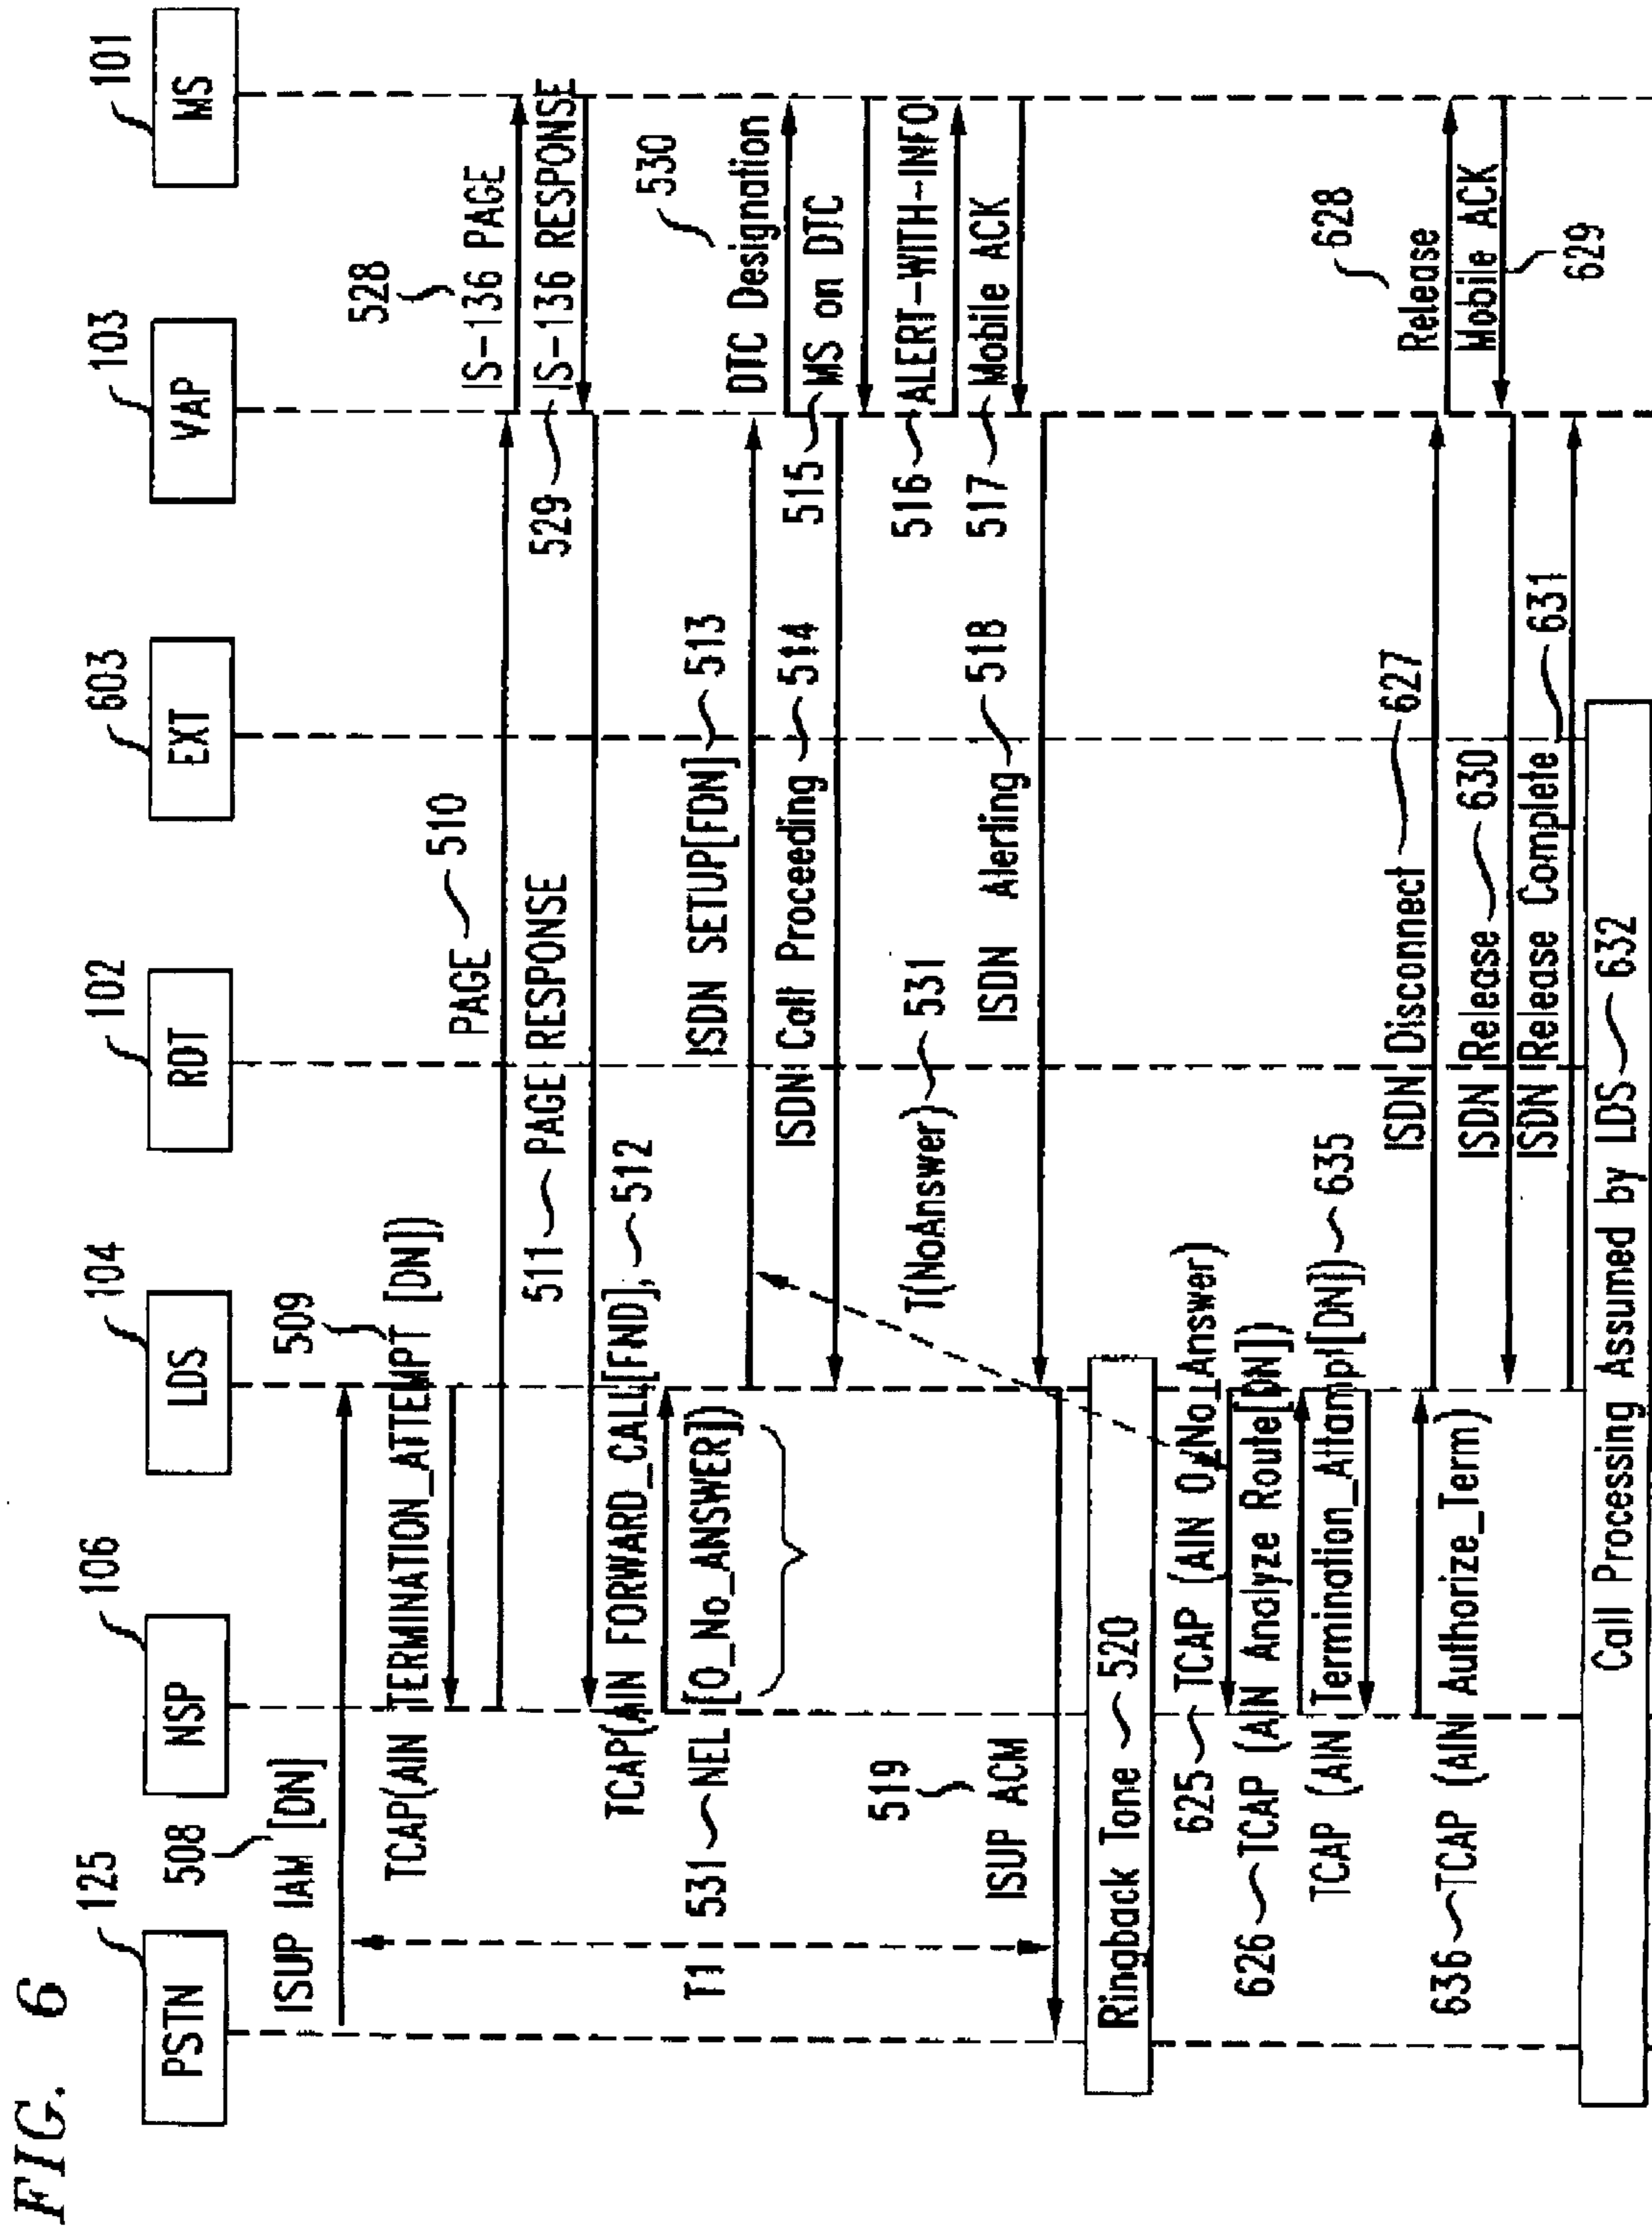 FIG. 6
125
PSTN
106
NSP
104
LDS
102
RDT
603
EXT
103
VAP
101
MS
508
ISUP IAM [DN]
509
TCAP(AIN TERMINATION_ATTEMPT [DN])
PAGE 510
528
IS-136 PAGE
529 IS-136 RESPONSE
511 PAGE RESPONSE
TCAP(AIN FORWARD_CALL[FND], 512
T1 531 NEL [O_No_ANSWER])
ISDN SETUP[FDN] 513
530
DTC Designation
ISDN Call Proceeding 514
515 MS on DTC
T(NoAnswer) 531
516 ALERT-WITH-INFO
517 Mobile ACK
ISDN Alerting 518
519
ISUP ACM
Ringback Tone 520
625 TCAP (AIN O_No_Answer)
626 TCAP (AIN Analyze Route[DN])
TCAP (AIN Termination_Attampt[DN]) 635
636 TCAP (AIN Authorize_Term)
ISDN Disconnect 627
628
Release
Mobile ACK
629
ISDN Release 630
ISDN Release Complete 631
Call Processing Assumed by LDS 632